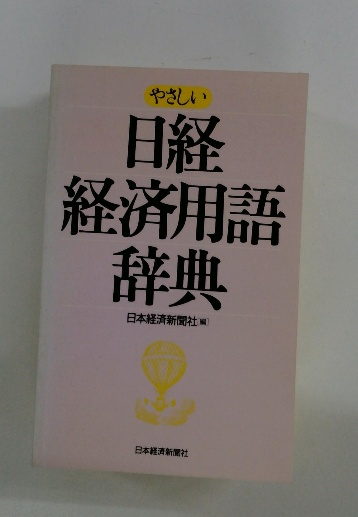 やさしい
日経
経済用語
辞典
日本経済新聞社[編]
日本経済新聞社